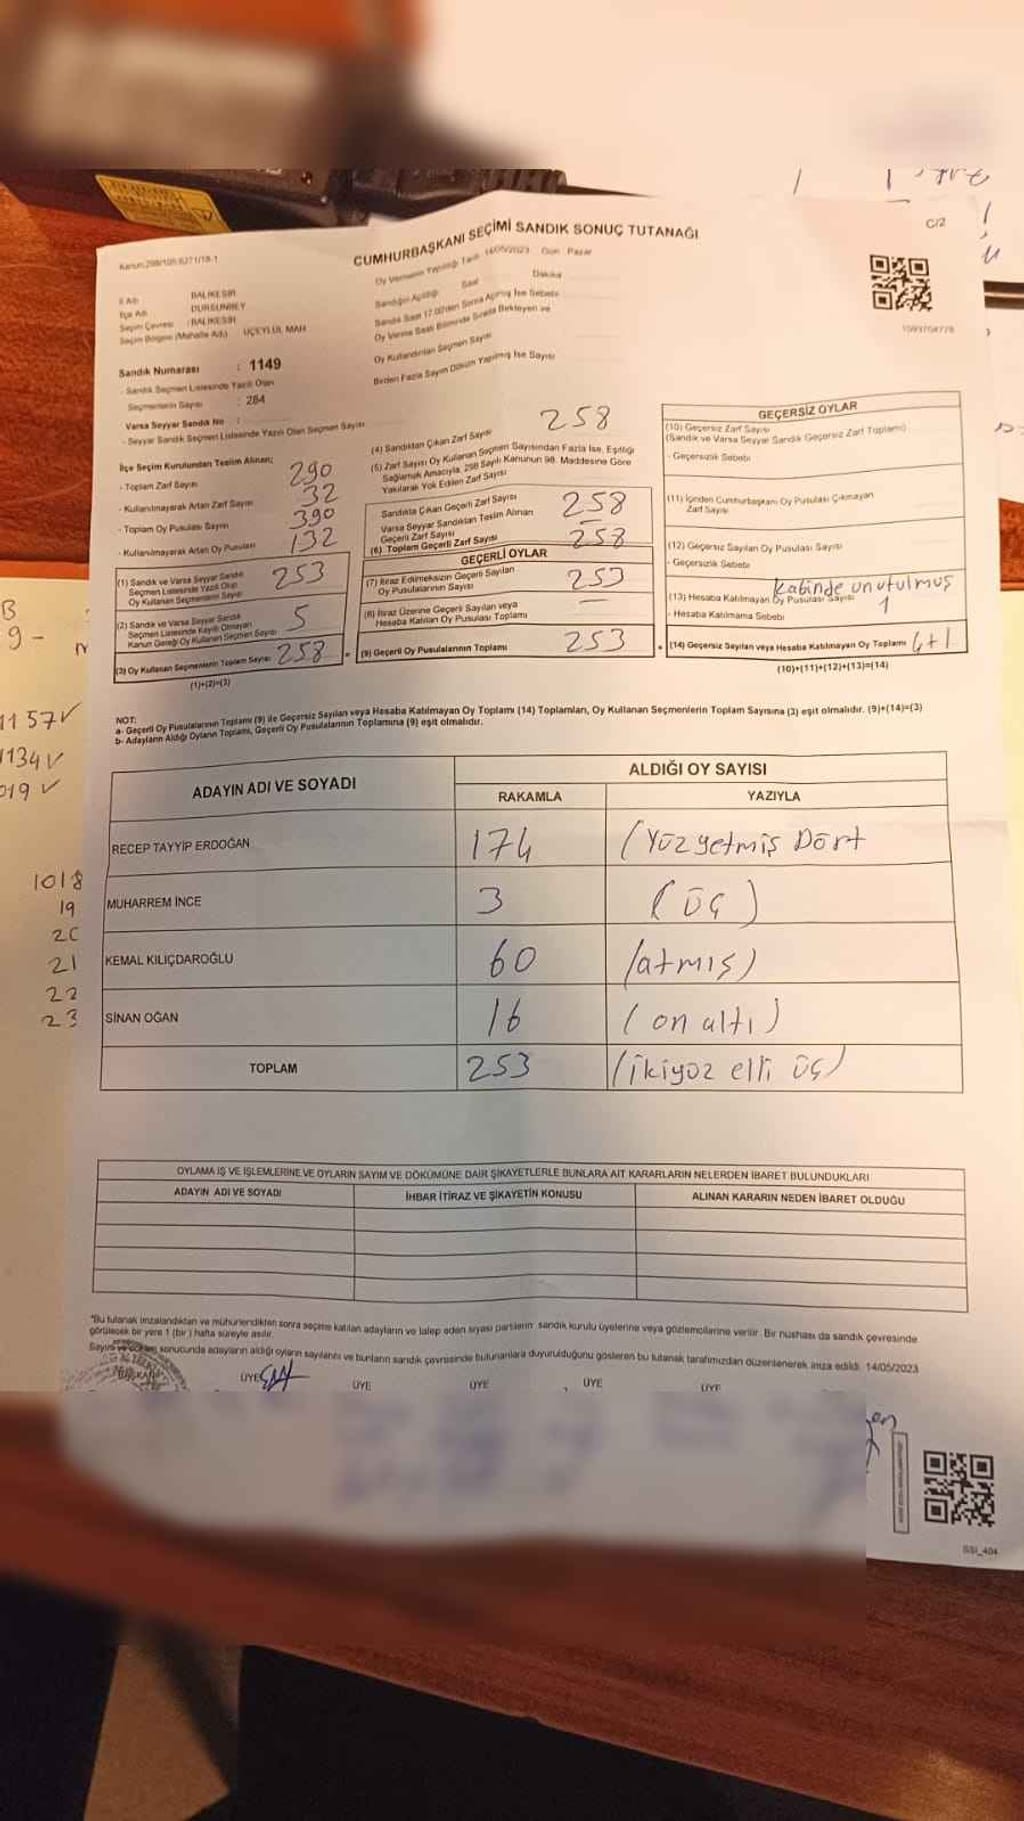 CUMHURBAŞKANI SEÇİMİ SANDIK SONUÇ TUTANAĞI
C/2
Oy Vermenin Yapıldığı Tarih 14/05/2023 Gün Pazar
İl Adı BALIKESİR
İlçe Adı DURSUNBEY
Seçim Çevresi : BALIKESİR
Seçim Bölgesi (Mahalle Adı) ÜÇEYLÜL MAH
Sandığın Açıldığı Saat Dakika
Sandık Saat 17.00'den Sonra Açılmış İse Sebebi
Oy Verme Saati Bitiminde Sırada Bekleyen ve
Oy Kullandırılan Seçmen Sayısı
Birden Fazla Sayım Döküm Yapılmış İse Sayısı
Sandık Numarası : 1149
- Sandık Seçmen Listesinde Yazılı Olan
Seçmenlerin Sayısı : 284
Varsa Seyyar Sandık No :
- Seyyar Sandık Seçmen Listesinde Yazılı Olan Seçmen Sayısı
İlçe Seçim Kurulundan Teslim Alınan;
- Toplam Zarf Sayısı 290
- Kullanılmayarak Artan Zarf Sayısı 32
- Toplam Oy Pusulası Sayısı 390
- Kullanılmayarak Artan Oy Pusulası 132
(1) Sandık ve Varsa Seyyar Sandık
Seçmen Listesinde Yazılı Olup
Oy Kullanan Seçmenlerin Sayısı 253
(2) Sandık ve Varsa Seyyar Sandık
Seçmen Listesinde Kayıtlı Olmayan
Kanun Gereği Oy Kullanan Seçmen Sayısı 5
(3) Oy Kullanan Seçmenlerin Toplam Sayısı 258
(1)+(2)=(3)
(4) Sandıktan Çıkan Zarf Sayısı 258
(5) Zarf Sayısı Oy Kullanan Seçmen Sayısından Fazla İse, Eşitliği
Sağlamak Amacıyla, 298 Sayılı Kanunun 98. Maddesine Göre
Yakılarak Yok Edilen Zarf Sayısı
Sandıkta Çıkan Geçerli Zarf Sayısı 258
Varsa Seyyar Sandıktan Teslim Alınan
Geçerli Zarf Sayısı —
(6) Toplam Geçerli Zarf Sayısı 258
GEÇERLİ OYLAR
(7) İtiraz Edilmeksizin Geçerli Sayılan
Oy Pusulalarının Sayısı 253
(8) İtiraz Üzerine Geçerli Sayılan veya
Hesaba Katılan Oy Pusulası Toplamı —
= (9) Geçerli Oy Pusulalarının Toplamı 253
GEÇERSİZ OYLAR
(10) Geçersiz Zarf Sayısı
(Sandık ve Varsa Seyyar Sandık Geçersiz Zarf Toplamı)
- Geçersizlik Sebebi
(11) İçinden Cumhurbaşkanı Oy Pusulası Çıkmayan
Zarf Sayısı
(12) Geçersiz Sayılan Oy Pusulası Sayısı
- Geçersizlik Sebebi
kabinde unutulmuş
(13) Hesaba Katılmayan Oy Pusulası Sayısı 1
- Hesaba Katılmama Sebebi
+ (14) Geçersiz Sayılan veya Hesaba Katılmayan Oy Toplamı 4+1
(10)+(11)+(12)+(13)=(14)
NOT:
a- Geçerli Oy Pusulalarının Toplamı (9) ile Geçersiz Sayılan veya Hesaba Katılmayan Oy Toplamı (14) Toplamları, Oy Kullanan Seçmenlerin Toplam Sayısına (3) eşit olmalıdır. (9)+(14)=(3)
b- Adayların Aldığı Oyların Toplamı, Geçerli Oy Pusulalarının Toplamına (9) eşit olmalıdır.
ADAYIN ADI VE SOYADI
ALDIĞI OY SAYISI
RAKAMLA YAZIYLA
RECEP TAYYİP ERDOĞAN 174 (Yüzyetmiş Dört
MUHARREM İNCE 3 (üç)
KEMAL KILIÇDAROĞLU 60 (atmış)
SİNAN OĞAN 16 (on altı)
TOPLAM 253 (ikiyüz elli üç)
B
9 -
1157 ✓
1134 ✓
019 ✓
1018
19
20
21
22
23
OYLAMA İŞ VE İŞLEMLERİNE VE OYLARIN SAYIM VE DÖKÜMÜNE DAİR ŞİKAYETLERLE BUNLARA AİT KARARLARIN NELERDEN İBARET BULUNDUKLARI
ADAYIN ADI VE SOYADI İHBAR İTİRAZ VE ŞİKAYETİN KONUSU ALINAN KARARIN NEDEN İBARET OLDUĞU
*Bu tutanak imzalandıktan ve mühürlendikten sonra seçime katılan adayların ve talep eden siyasi partilerin sandık kurulu üyelerine veya gözlemcilerine verilir. Bir nüshası da sandık çevresinde
görülecek bir yere 1 (bir) hafta süreyle asılır.
Sayım ve döküm sonucunda adayların aldığı oyların sayılarını ve bunların sandık çevresinde bulunanlara duyurulduğunu gösteren bu tutanak tarafımızdan düzenlenerek imza edildi. 14/05/2023
ÜYE ÜYE ÜYE ÜYE ÜYE
SSI_404